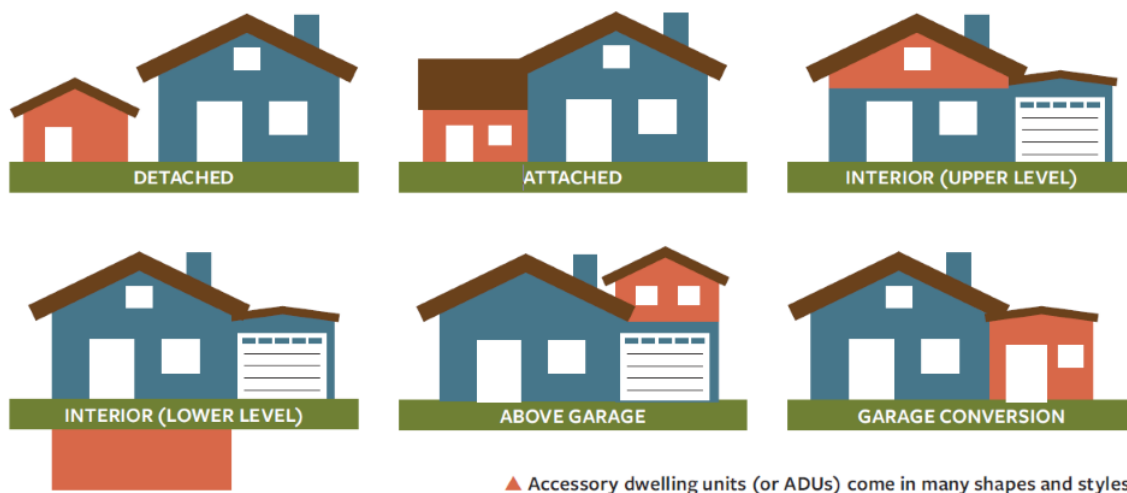 DETACHED
ATTACHED
INTERIOR (UPPER LEVEL)
INTERIOR (LOWER LEVEL)
ABOVE GARAGE
GARAGE CONVERSION
▲ Accessory dwelling units (or ADUs) come in many shapes and styles